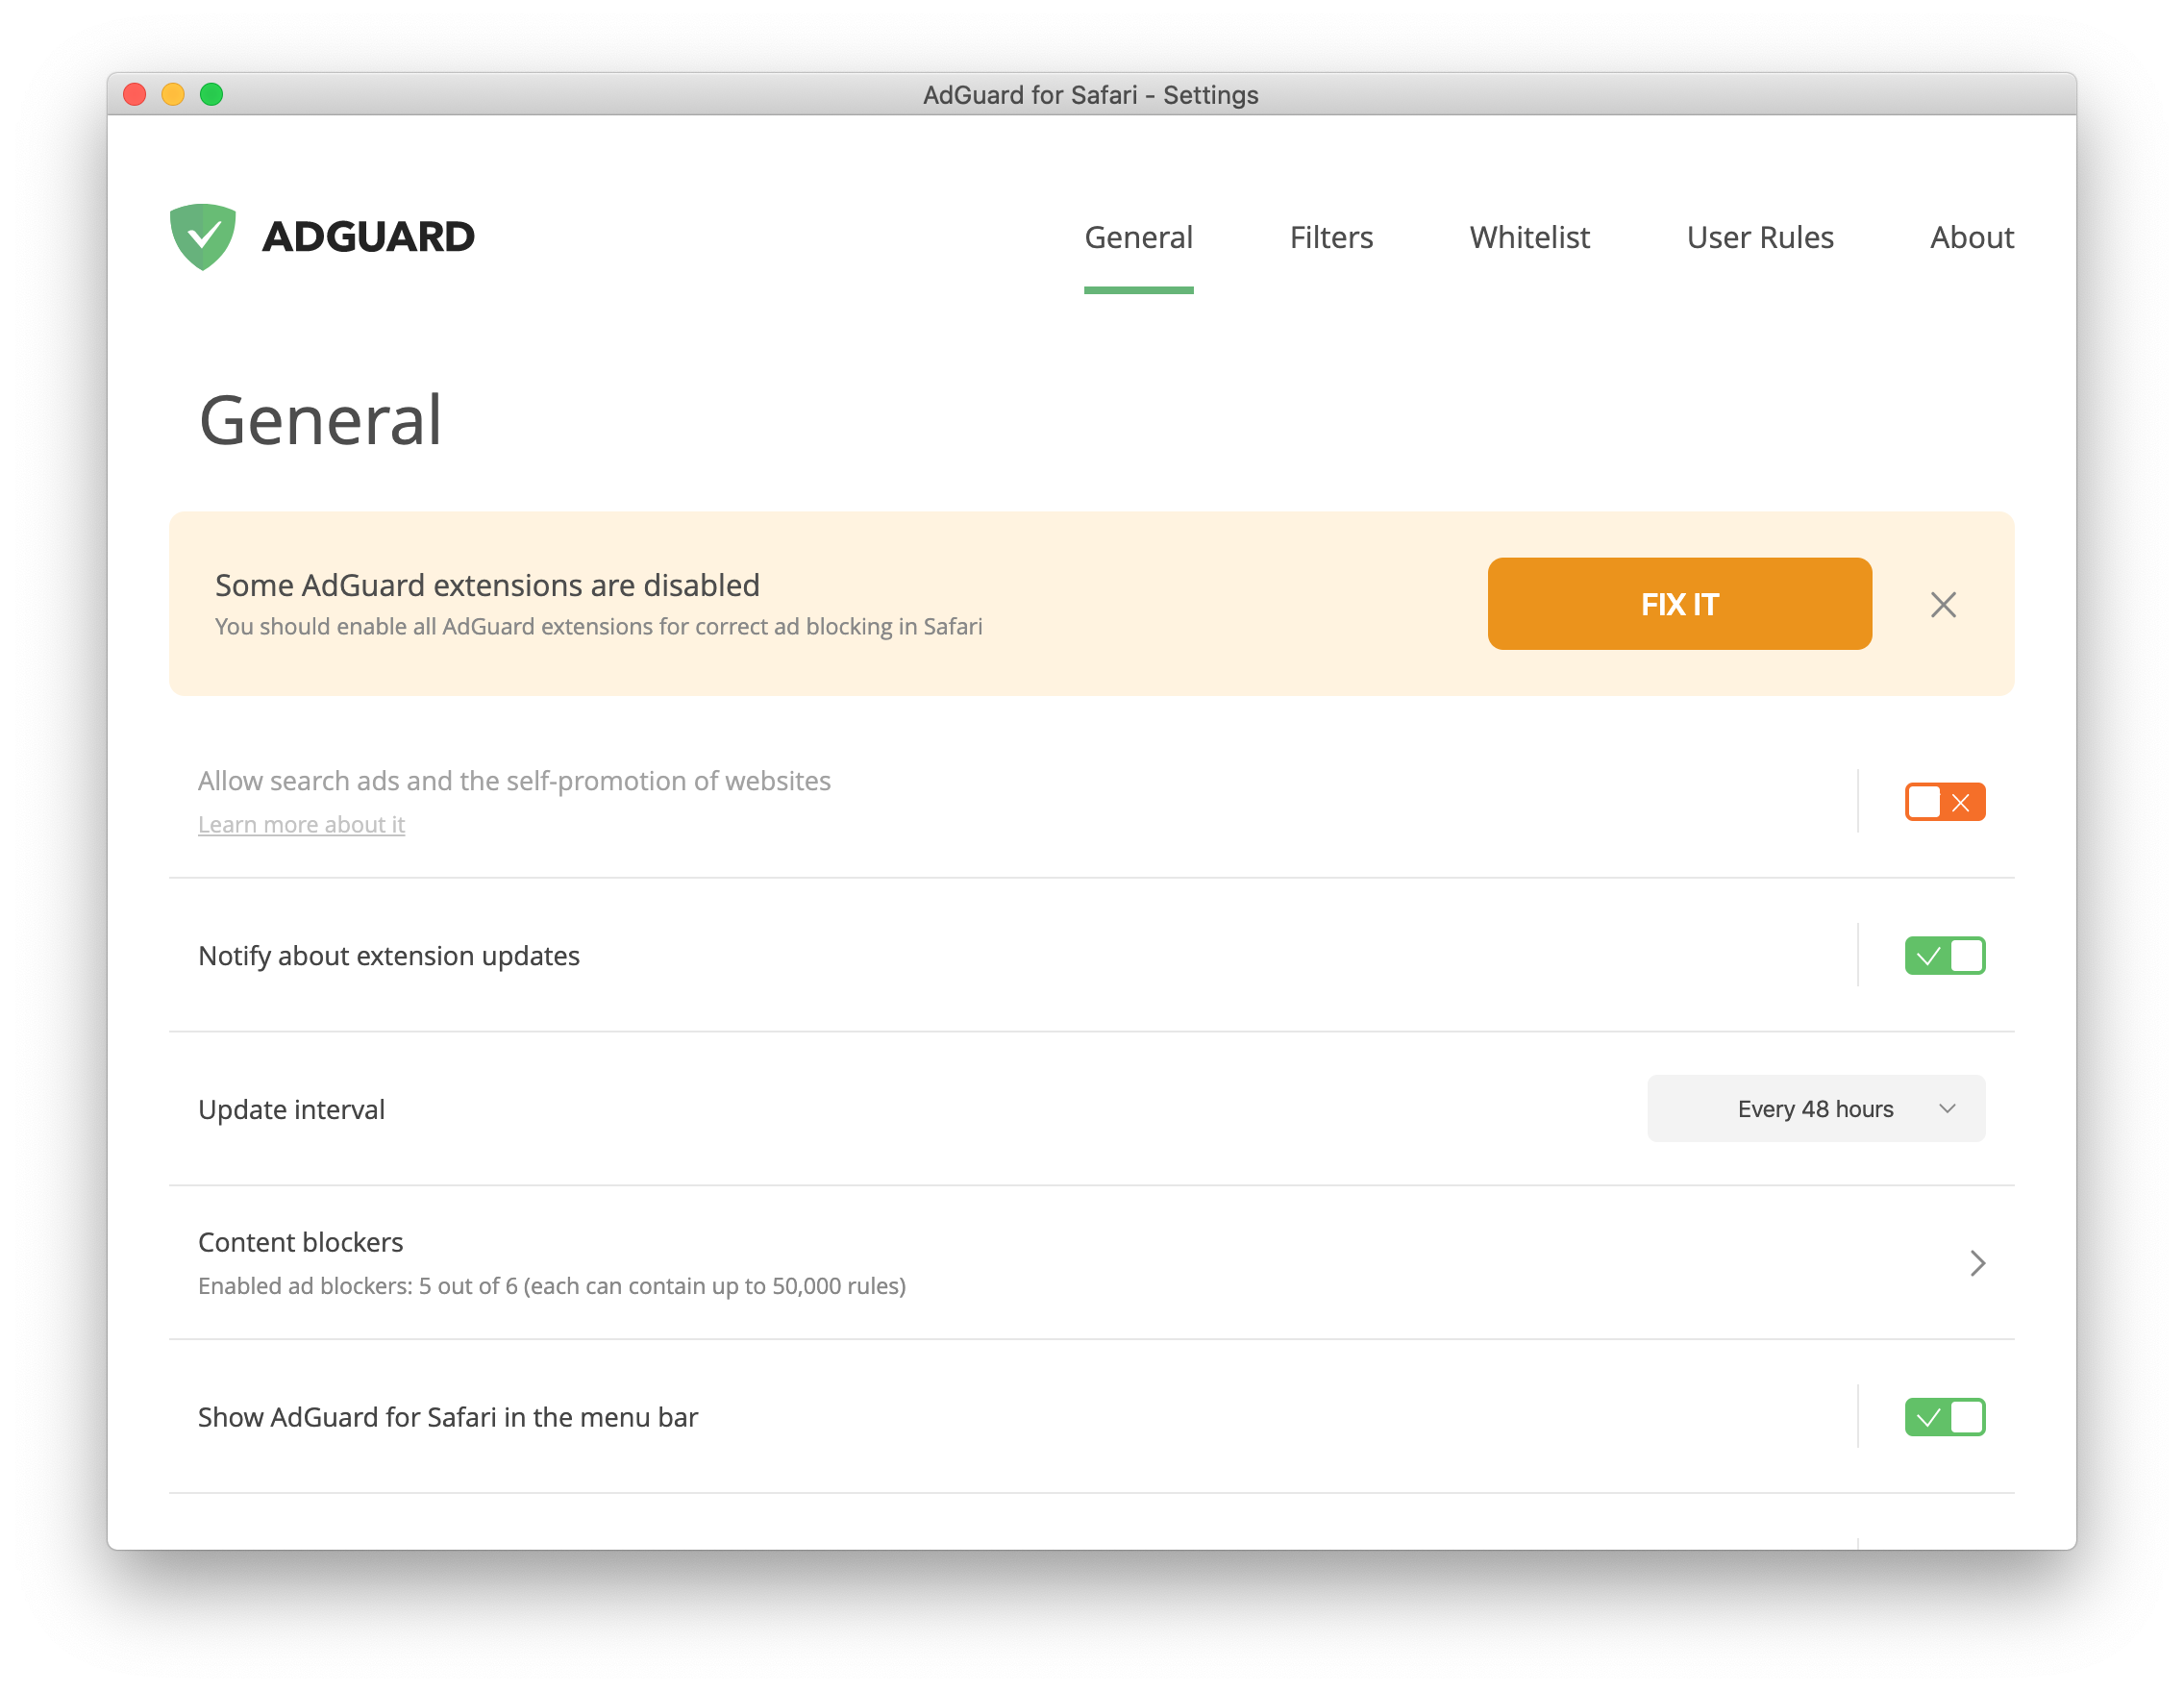 AdGuard for Safari - Settings
ADGUARD
General
Filters
Whitelist
User Rules
About
General
Some AdGuard extensions are disabled
You should enable all AdGuard extensions for correct ad blocking in Safari
FIX IT
Allow search ads and the self-promotion of websites
Learn more about it
Notify about extension updates
Update interval
Every 48 hours
Content blockers
Enabled ad blockers: 5 out of 6 (each can contain up to 50,000 rules)
Show AdGuard for Safari in the menu bar